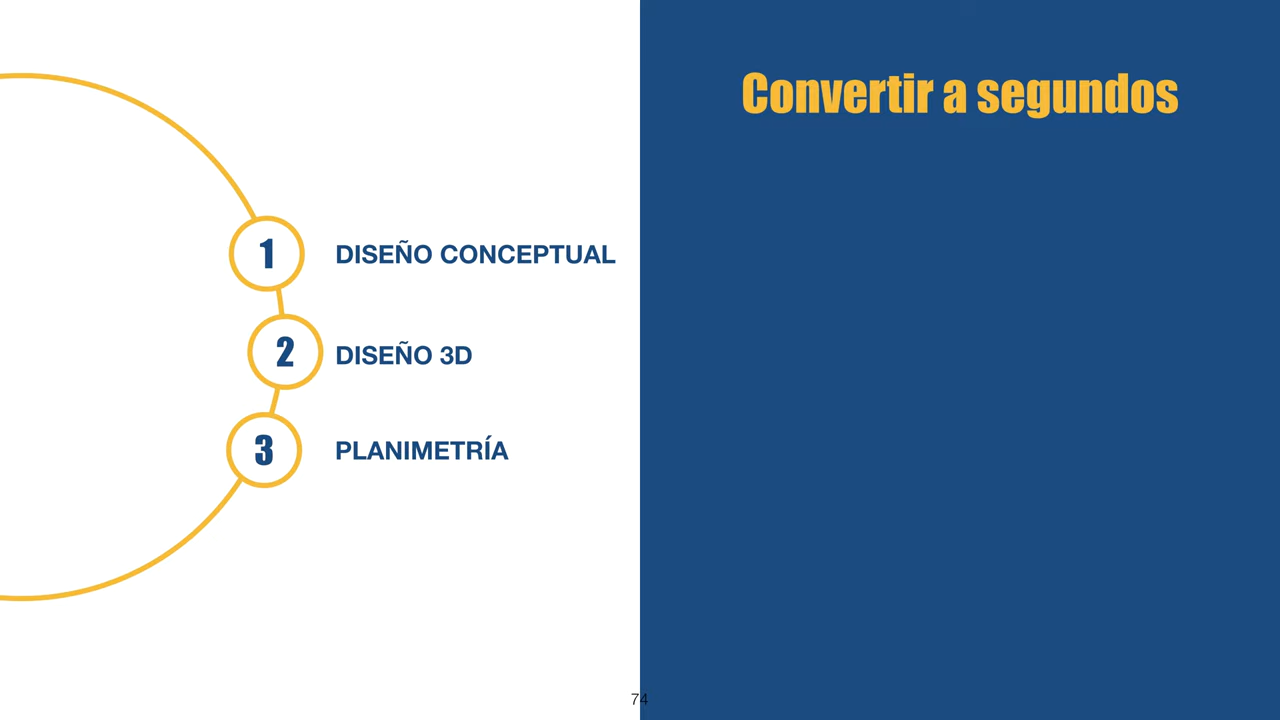 1 DISEÑO CONCEPTUAL
2 DISEÑO 3D
3 PLANIMETRÍA
Convertir a segundos
74